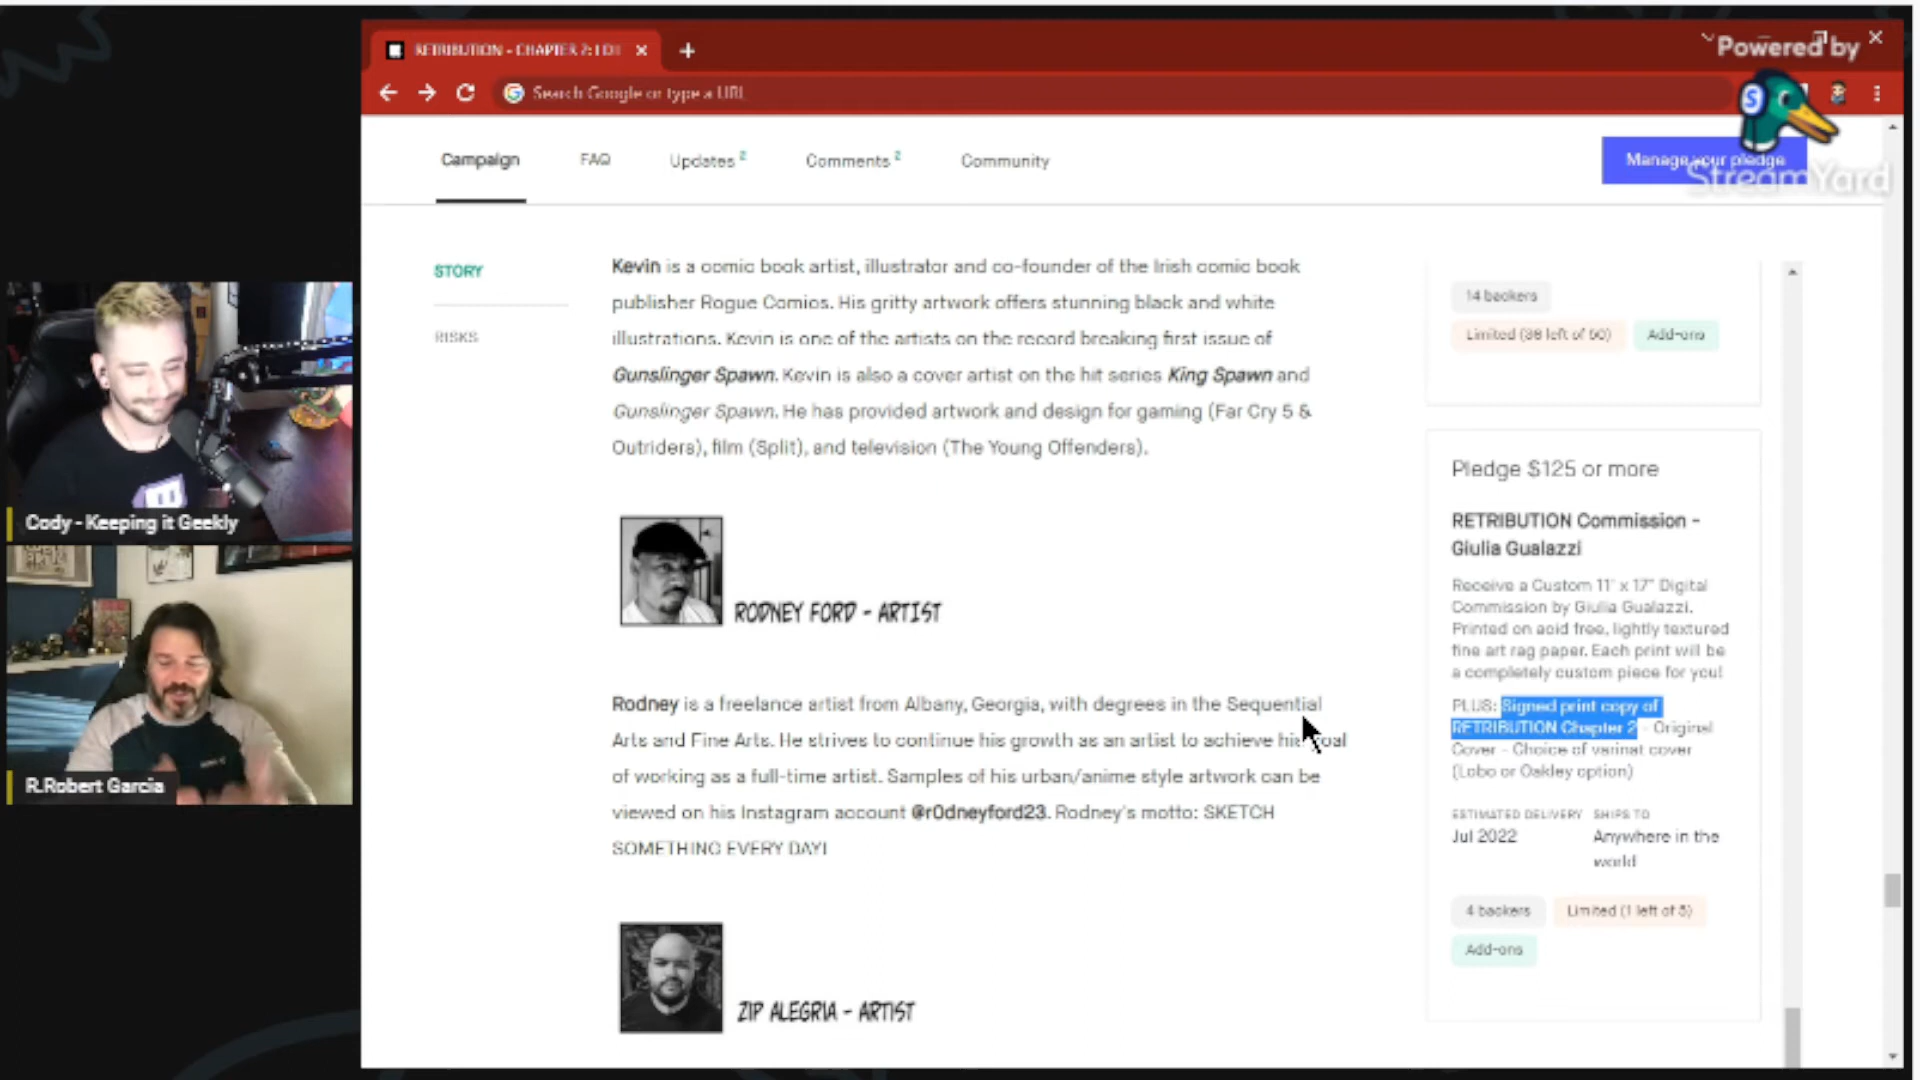 RETRIBUTION - CHAPTER 2: I DI
Powered by
Search Google or type a URL
S
StreamYard
Campaign
FAQ
Updates 2
Comments 2
Community
Manage your pledge
STORY
RISKS
Kevin is a comic book artist, illustrator and co-founder of the Irish comic book
publisher Rogue Comics. His gritty artwork offers stunning black and white
illustrations. Kevin is one of the artists on the record breaking first issue of
Gunslinger Spawn. Kevin is also a cover artist on the hit series King Spawn and
Gunslinger Spawn. He has provided artwork and design for gaming (Far Cry 5 &
Outriders), film (Split), and television (The Young Offenders).
RODNEY FORD - ARTIST
Rodney is a freelance artist from Albany, Georgia, with degrees in the Sequential
Arts and Fine Arts. He strives to continue his growth as an artist to achieve his goal
of working as a full-time artist. Samples of his urban/anime style artwork can be
viewed on his Instagram account @r0dneyford23. Rodney's motto: SKETCH
SOMETHING EVERY DAY!
ZIP ALEGRIA - ARTIST
14 backers
Limited (36 left of 50)
Add-ons
Pledge $125 or more
RETRIBUTION Commission -
Giulia Gualazzi
Receive a Custom 11" x 17" Digital
Commission by Giulia Gualazzi.
Printed on acid free, lightly textured
fine art rag paper. Each print will be
a completely custom piece for you!
PLUS: Signed print copy of
RETRIBUTION Chapter 2 - Original
Cover - Choice of varinat cover
(Lobo or Oakley option)
ESTIMATED DELIVERY
Jul 2022
SHIPS TO
Anywhere in the
world
4 backers
Limited (1 left of 5)
Add-ons
Cody - Keeping it Geekly
R.Robert Garcia